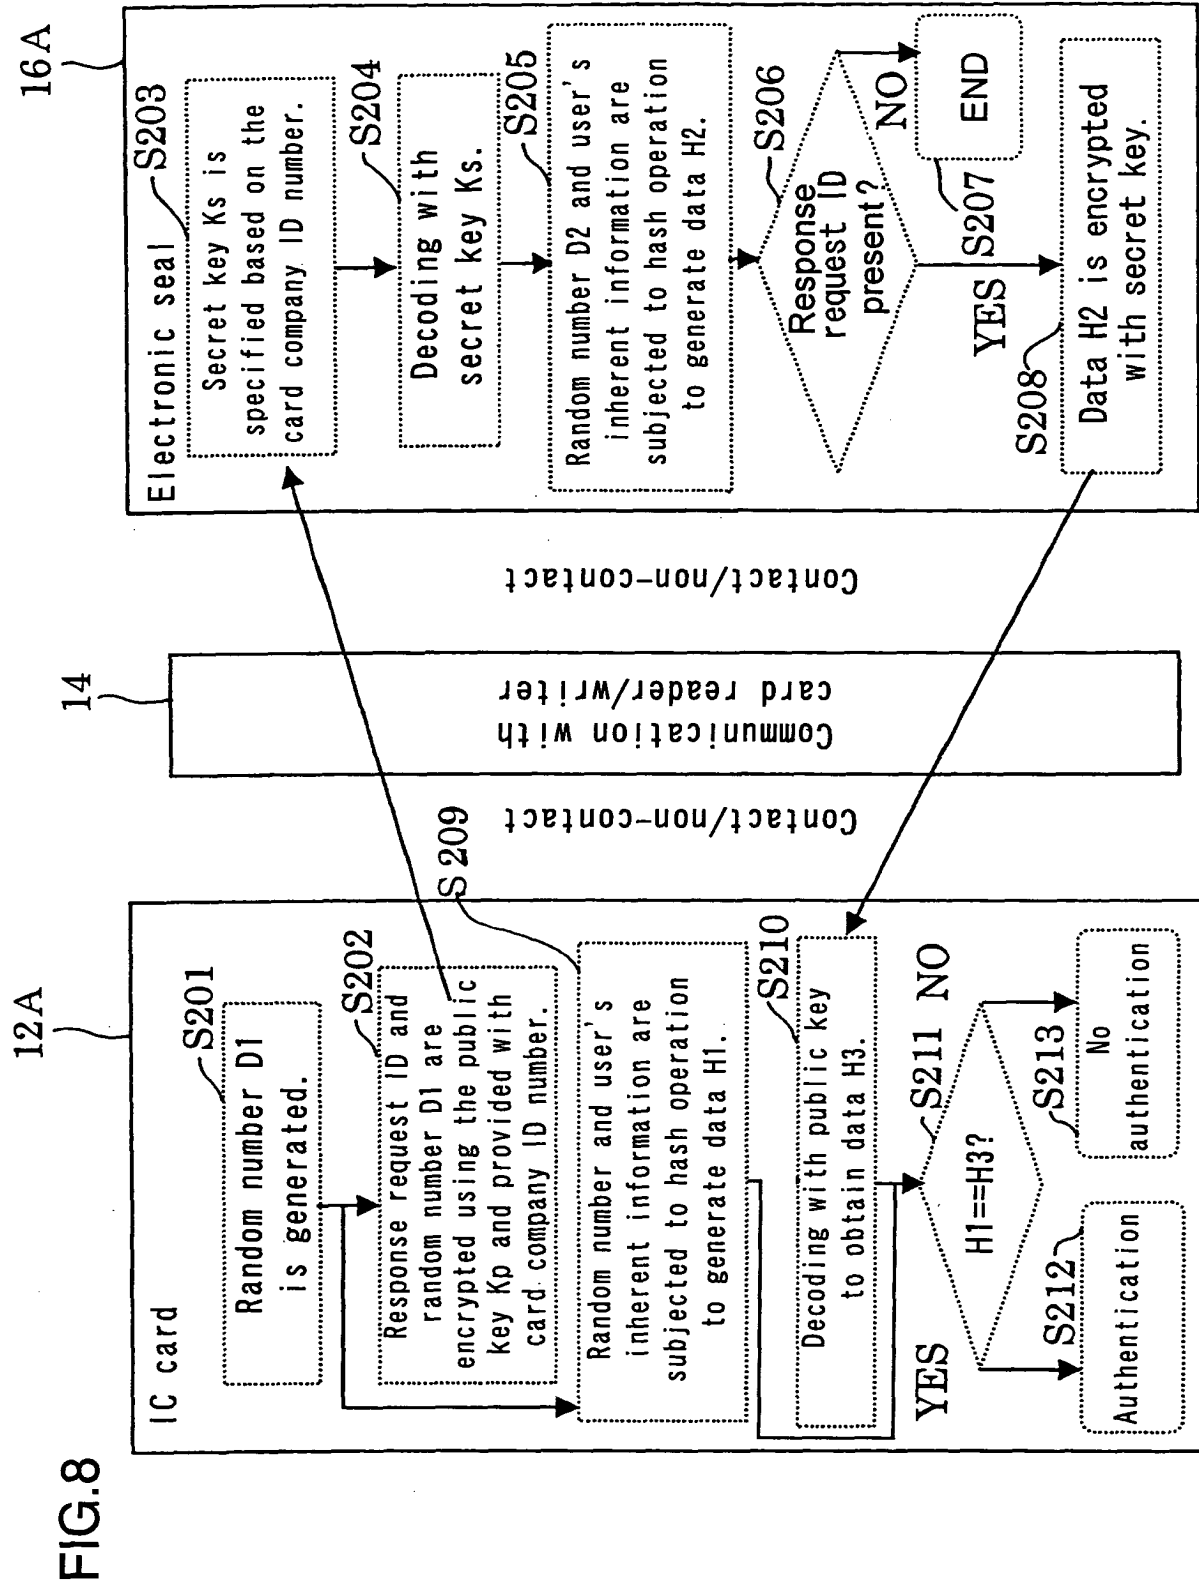 FIG.8
12A
IC card
S201
Random number D1
is generated.
S202
Response request ID and
random number D1 are
encrypted using the public
key Kp and provided with
card company ID number.
S209
Random number and user's
inherent information are
subjected to hash operation
to generate data H1.
S210
Decoding with public key
to obtain data H3.
S211
H1==H3?
YES
NO
S212
Authentication
S213
No
authentication
Contact/non-contact
14
Communication with
card reader/writer
Contact/non-contact
16A
Electronic seal
S203
Secret key Ks is
specified based on the
card company ID number.
S204
Decoding with
secret key Ks.
S205
Random number D2 and user's
inherent information are
subjected to hash operation
to generate data H2.
S206
Response
request ID
present?
NO
S207
END
YES
S208
Data H2 is encrypted
with secret key.